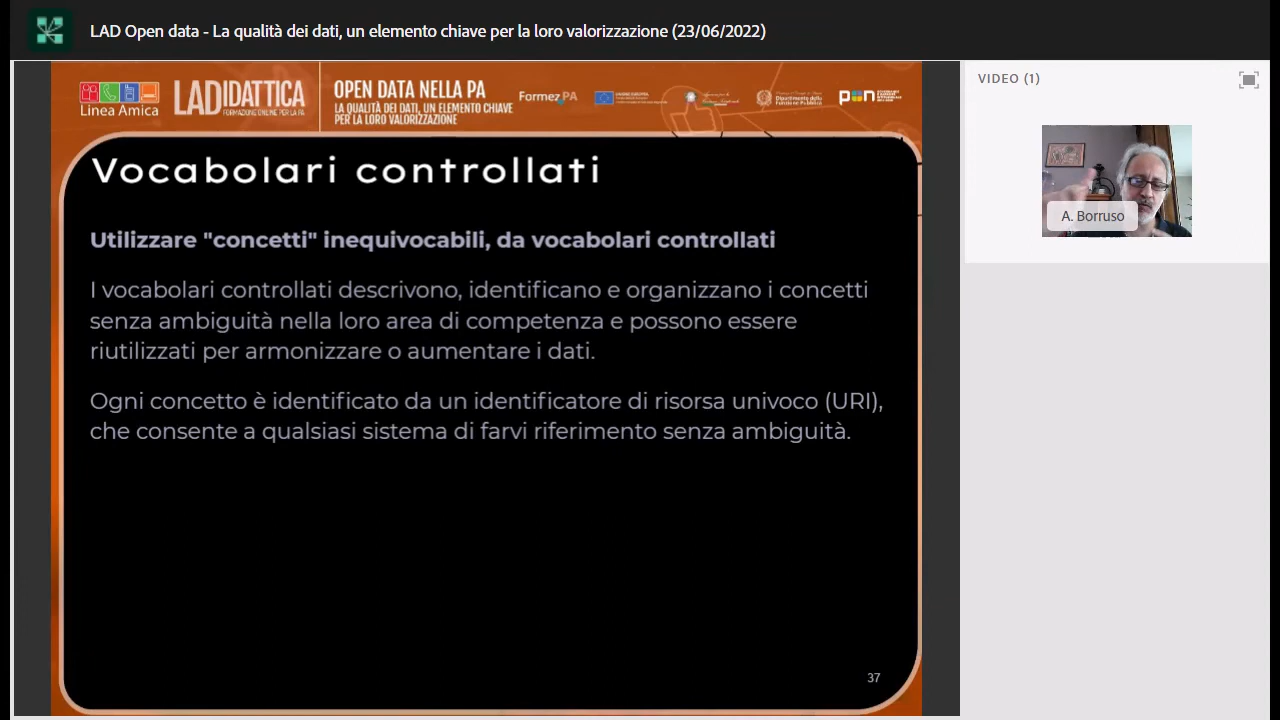 LAD Open data - La qualità dei dati, un elemento chiave per la loro valorizzazione (23/06/2022)
VIDEO (1)
Linea Amica
LADIDATTICA
FORMAZIONE ONLINE PER LA PA
OPEN DATA NELLA PA
LA QUALITÀ DEI DATI, UN ELEMENTO CHIAVE
PER LA LORO VALORIZZAZIONE
Formez PA
Dipartimento della
Funzione Pubblica
pon
Vocabolari controllati
A. Borruso
Utilizzare "concetti" inequivocabili, da vocabolari controllati
I vocabolari controllati descrivono, identificano e organizzano i concetti
senza ambiguità nella loro area di competenza e possono essere
riutilizzati per armonizzare o aumentare i dati.
Ogni concetto è identificato da un identificatore di risorsa univoco (URI),
che consente a qualsiasi sistema di farvi riferimento senza ambiguità.
37